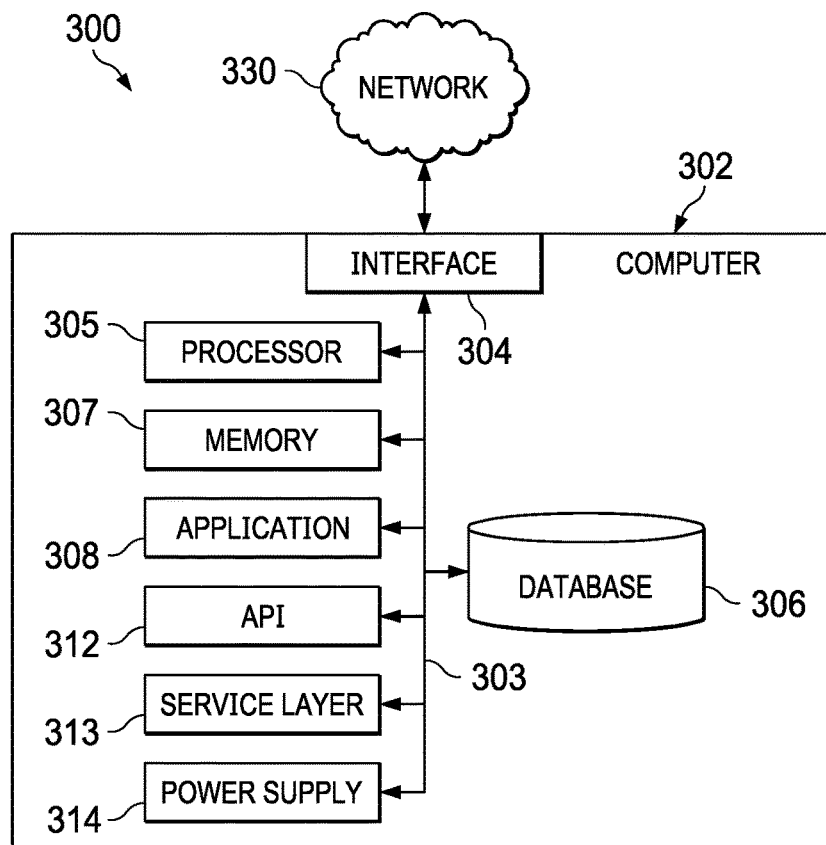 300
330
NETWORK
302
INTERFACE
COMPUTER
305
304
PROCESSOR
307
MEMORY
APPLICATION
308
DATABASE
306
API
312
303
SERVICE LAYER
313
POWER SUPPLY
314